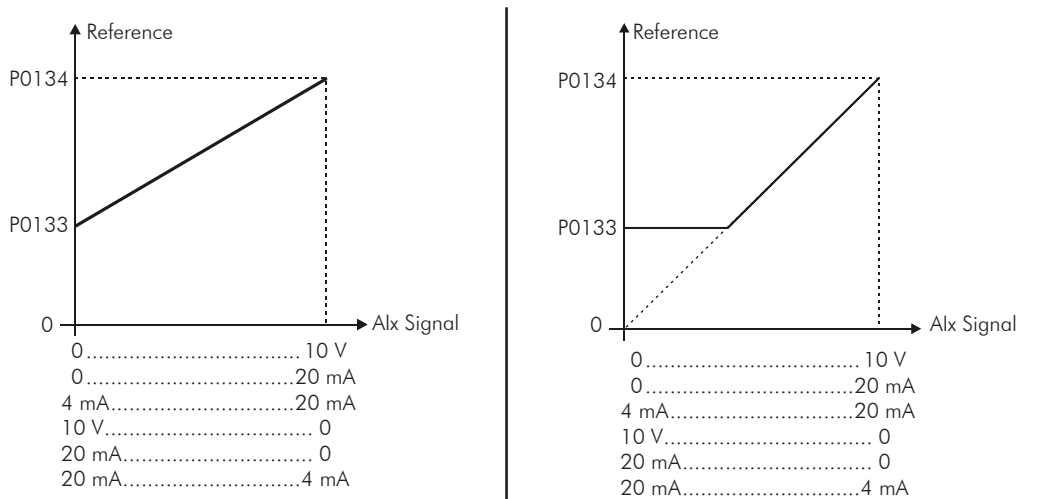 Reference
P0134
P0133
0
AIx Signal
0.......................................10 V
0.......................................20 mA
4 mA..................................20 mA
10 V................................... 0
20 mA................................. 0
20 mA.................................4 mA
Reference
P0134
P0133
0
AIx Signal
0....................................... 10 V
0.......................................20 mA
4 mA..................................20 mA
10 V................................... 0
20 mA................................. 0
20 mA.................................4 mA